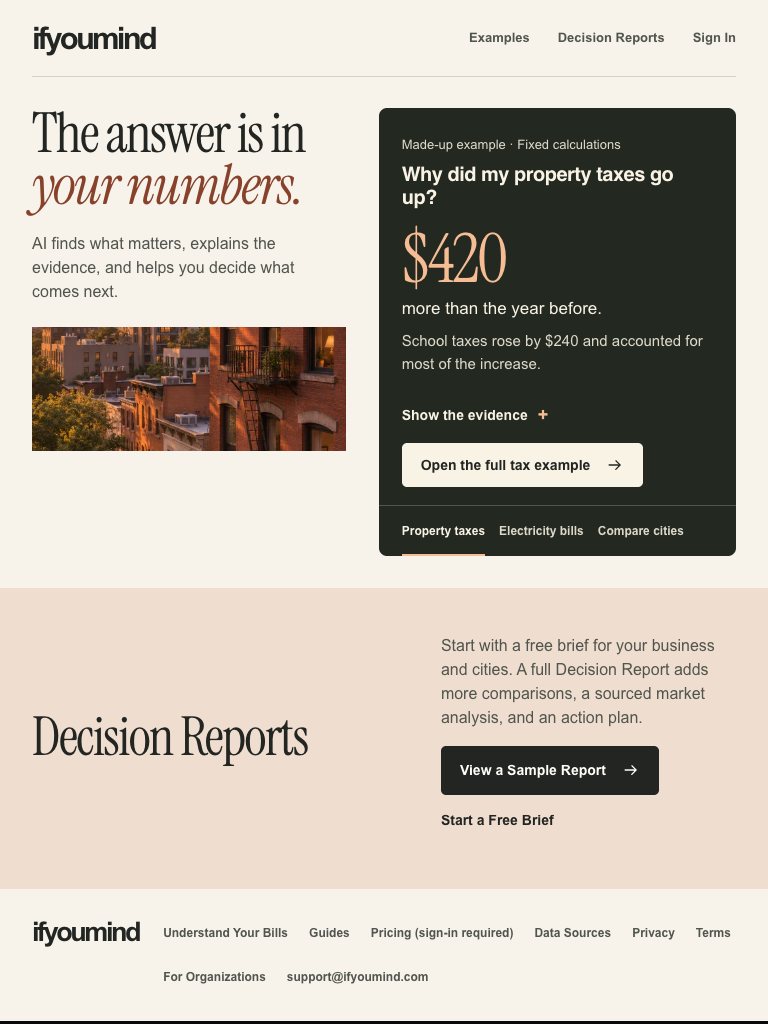 ifyoumind
Examples
Decision Reports
Sign In
The answer is in
your numbers.
AI finds what matters, explains the
evidence, and helps you decide what
comes next.
Made-up example · Fixed calculations
Why did my property taxes go
up?
$420
more than the year before.
School taxes rose by $240 and accounted for
most of the increase.
Show the evidence +
Open the full tax example →
Property taxes
Electricity bills
Compare cities
Decision Reports
Start with a free brief for your business
and cities. A full Decision Report adds
more comparisons, a sourced market
analysis, and an action plan.
View a Sample Report →
Start a Free Brief
ifyoumind
Understand Your Bills
Guides
Pricing (sign-in required)
Data Sources
Privacy
Terms
For Organizations
support@ifyoumind.com